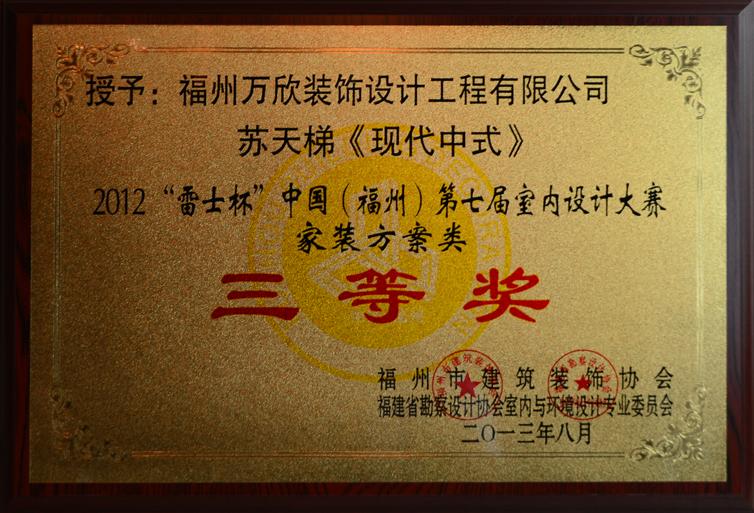 授予：福州万欣装饰设计工程有限公司
苏天梯《现代中式》
2012“雷士杯”中国（福州）第七届室内设计大赛
家装方案类
三等奖
福州市建筑装饰协会
福建省勘察设计协会室内与环境设计专业委员会
二〇一三年八月